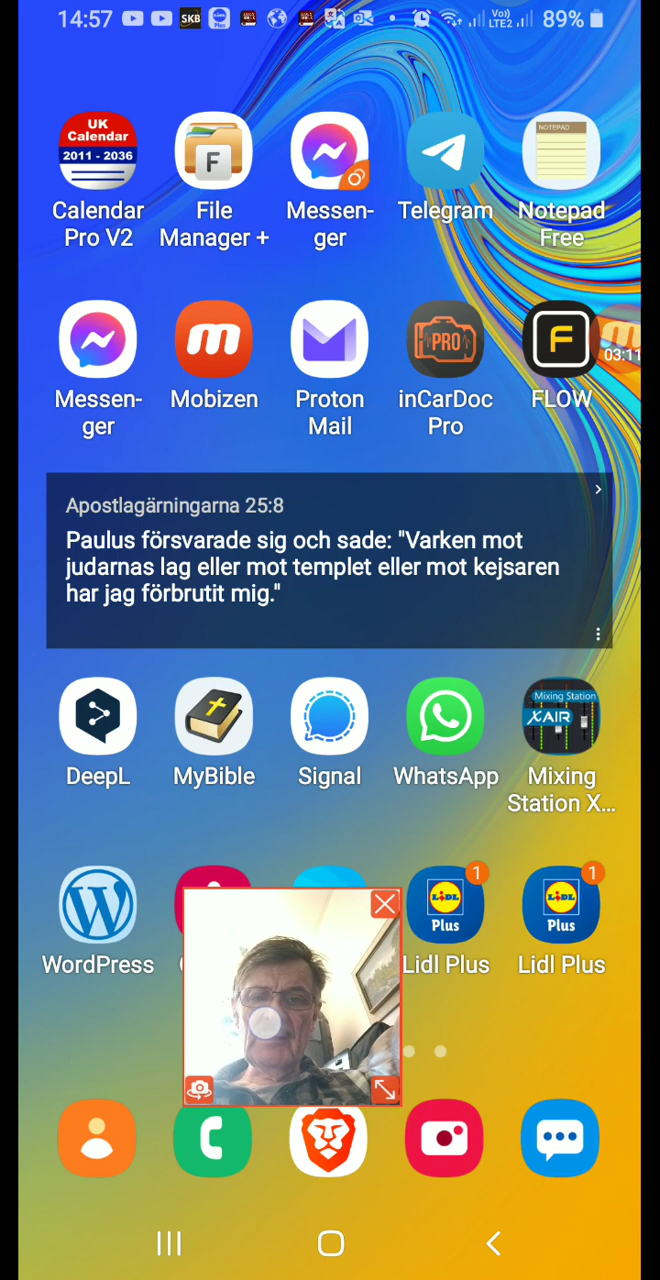 14:57
SKB
Vo)) LTE2
89%
UK
Calendar
2011 - 2036
F
NOTEPAD
Calendar
Pro V2
File
Manager +
Messen-
ger
Telegram
Notepad
Free
PRO
F
03:11
Messen-
ger
Mobizen
Proton
Mail
inCarDoc
Pro
FLOW
Apostlagärningarna 25:8
Paulus försvarade sig och sade: "Varken mot
judarnas lag eller mot templet eller mot kejsaren
har jag förbrutit mig."
Mixing Station
XAIR
DeepL
MyBible
Signal
WhatsApp
Mixing
Station X...
1
1
LIDL
Plus
LIDL
Plus
WordPress
Lidl Plus
Lidl Plus